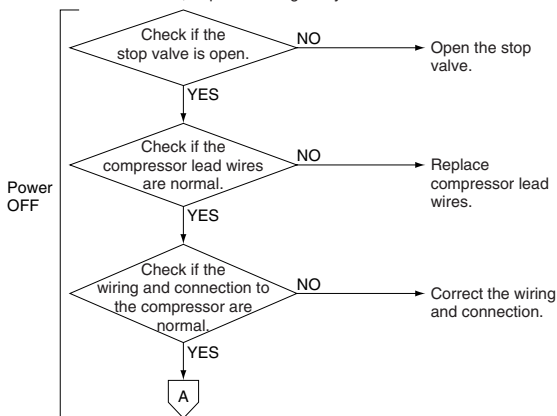 Check if the
stop valve is open.
NO
Open the stop
valve.
YES
Check if the
compressor lead wires
are normal.
NO
Replace
compressor lead
wires.
Power
OFF
YES
Check if the
wiring and connection to
the compressor are
normal.
NO
Correct the wiring
and connection.
YES
A